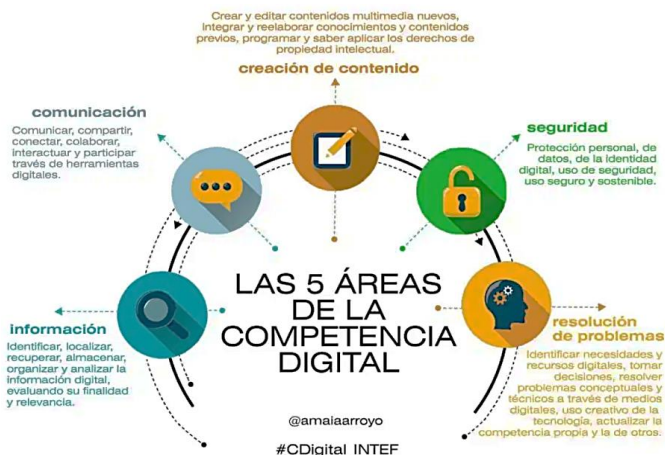 Crear y editar contenidos multimedia nuevos,
integrar y reelaborar conocimientos y contenidos
previos, programar y saber aplicar los derechos de
propiedad intelectual.
creación de contenido
comunicación
Comunicar, compartir,
conectar, colaborar,
interactuar y participar
través de herramientas
digitales.
seguridad
Protección personal, de
datos, de la identidad
digital, uso de seguridad,
uso seguro y sostenible.
LAS 5 ÁREAS
DE LA
COMPETENCIA
DIGITAL
información
Identificar, localizar,
recuperar, almacenar,
organizar y analizar la
información digital,
evaluando su finalidad
y relevancia.
resolución
de problemas
Identificar necesidades y
recursos digitales, tomar
decisiones, resolver
problemas conceptuales y
técnicos a través de medios
digitales, uso creativo de la
tecnología, actualizar la
competencia propia y la de otros.
@amaiaarroyo
#CDigital INTEF